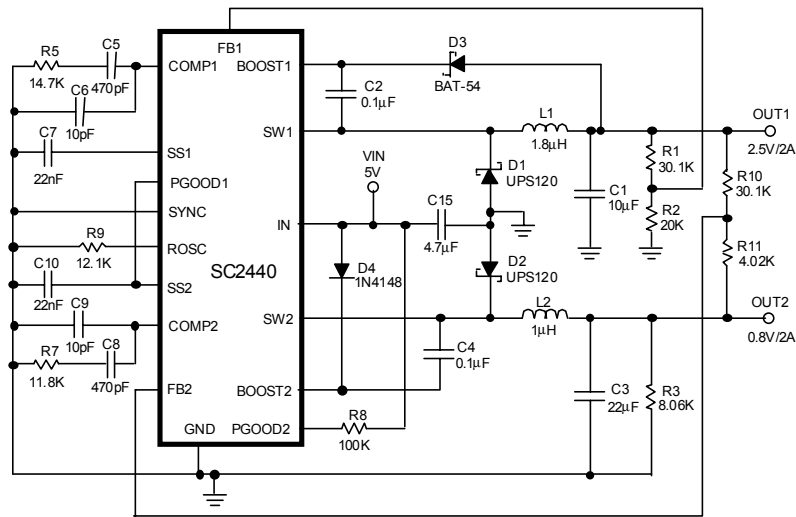 FB1
R5
14.7K
C5
470pF
COMP1
BOOST1
D3
BAT-54
C6
10pF
C2
0.1μF
C7
22nF
SS1
SW1
L1
1.8μH
OUT1
2.5V/2A
PGOOD1
VIN
5V
D1
UPS120
R1
30.1K
R10
30.1K
SYNC
IN
C15
4.7μF
C1
10μF
R2
20K
R9
12.1K
ROSC
R11
4.02K
C10
22nF
SC2440
SS2
D4
1N4148
D2
UPS120
C9
10pF
COMP2
SW2
L2
1μH
OUT2
0.8V/2A
R7
11.8K
C8
470pF
C4
0.1μF
FB2
BOOST2
C3
22μF
R3
8.06K
GND
PGOOD2
R8
100K